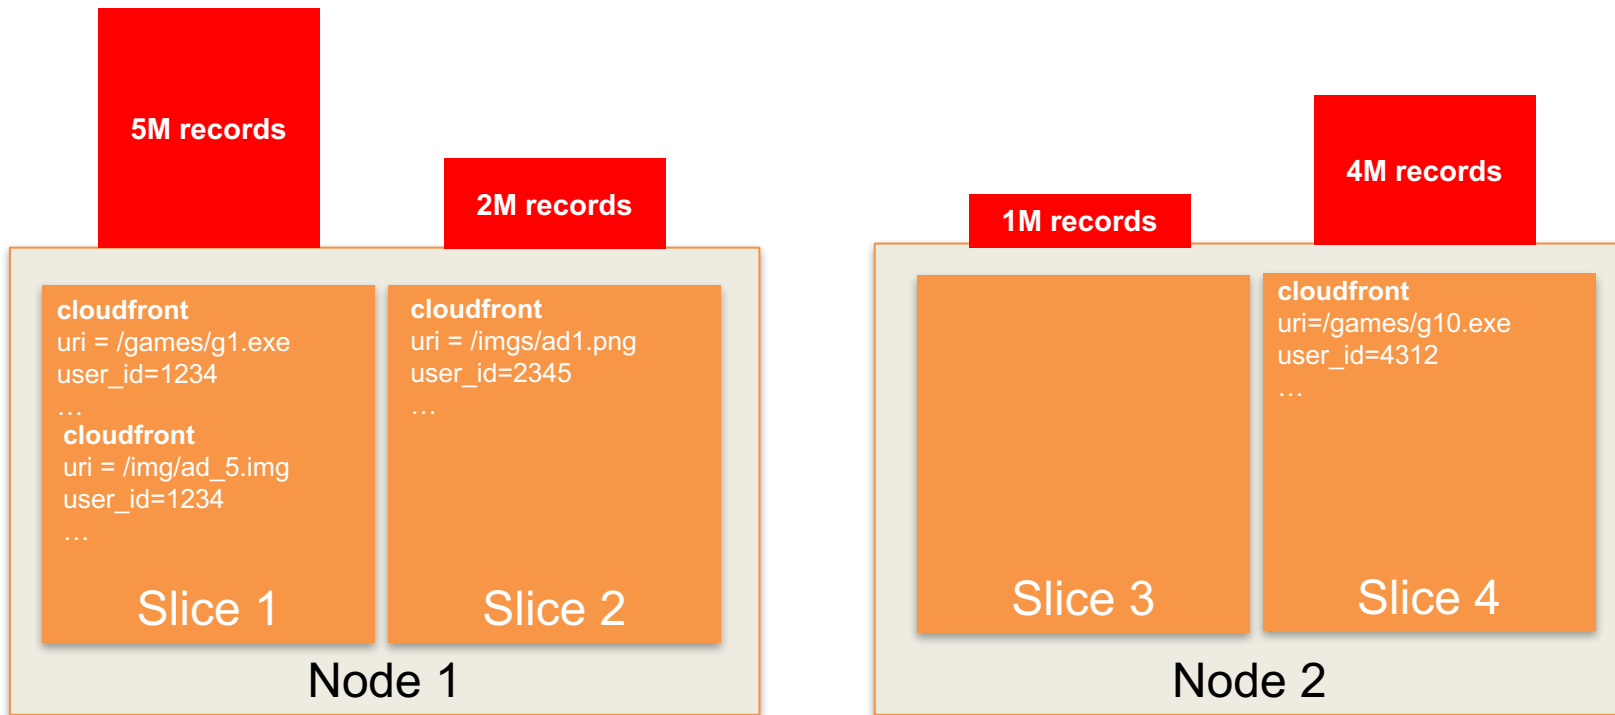 5M records
2M records
cloudfront
uri = /games/g1.exe
user_id=1234
…
cloudfront
uri = /img/ad_5.img
user_id=1234
…
Slice 1
cloudfront
uri = /imgs/ad1.png
user_id=2345
…
Slice 2
Node 1
1M records
4M records
Slice 3
cloudfront
uri=/games/g10.exe
user_id=4312
…
Slice 4
Node 2